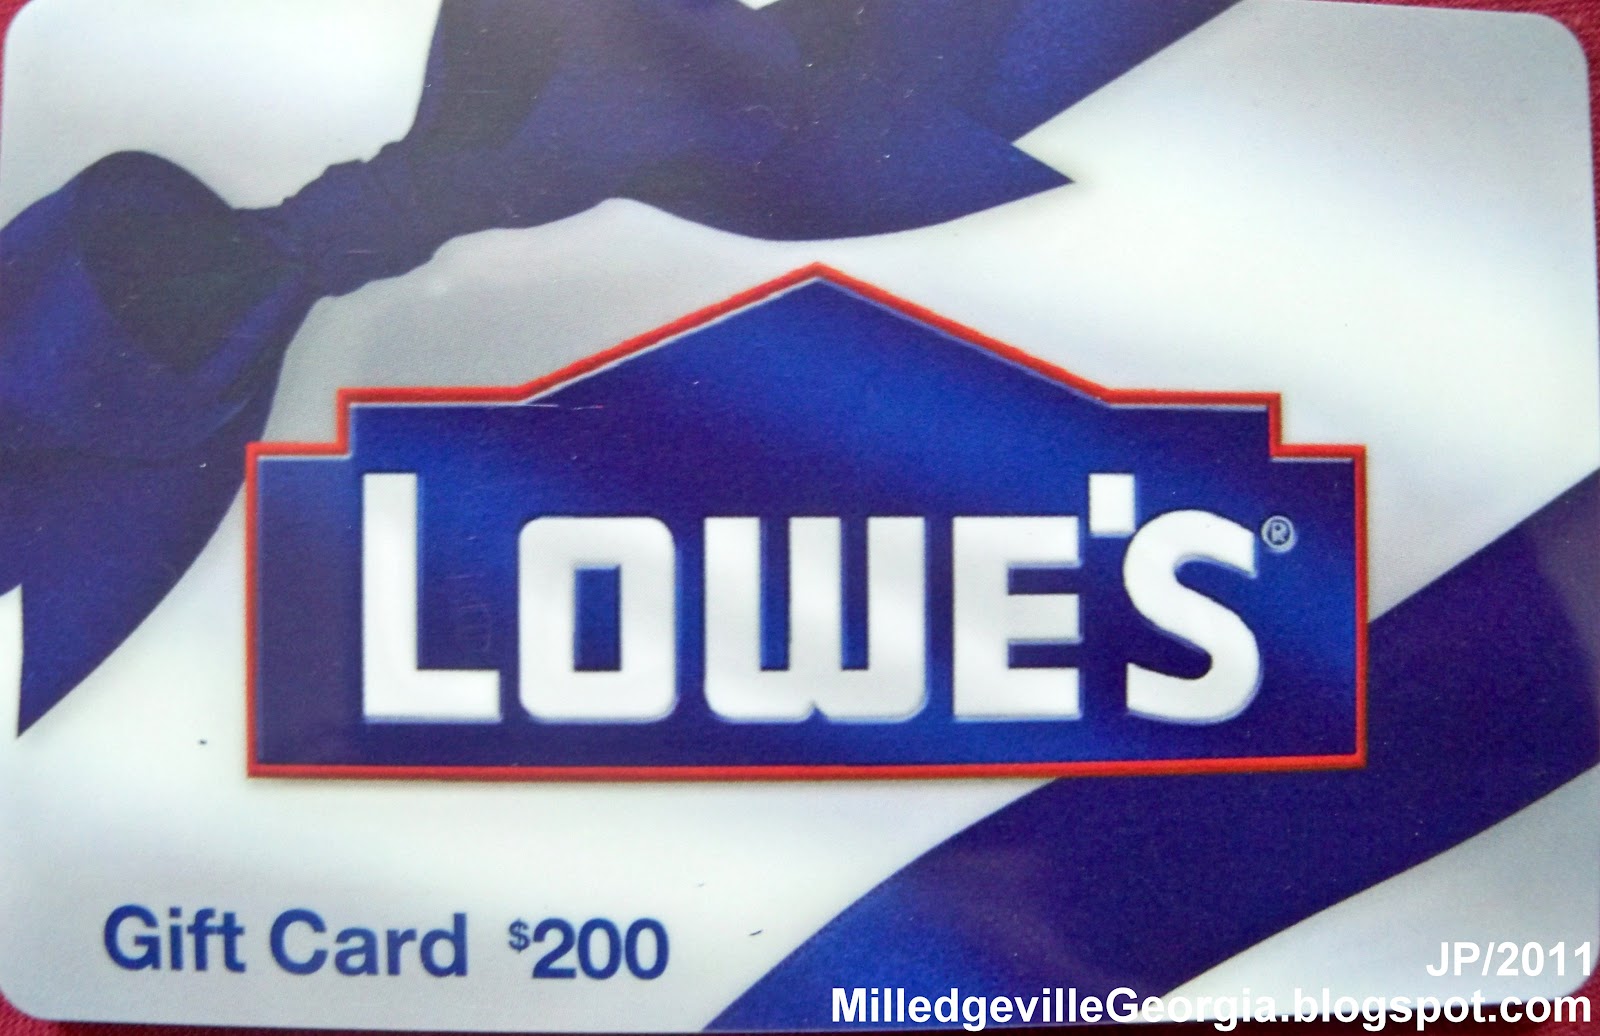 LOWE'S®
Gift Card $200
JP/2011
MilledgevilleGeorgia.blogspot.com